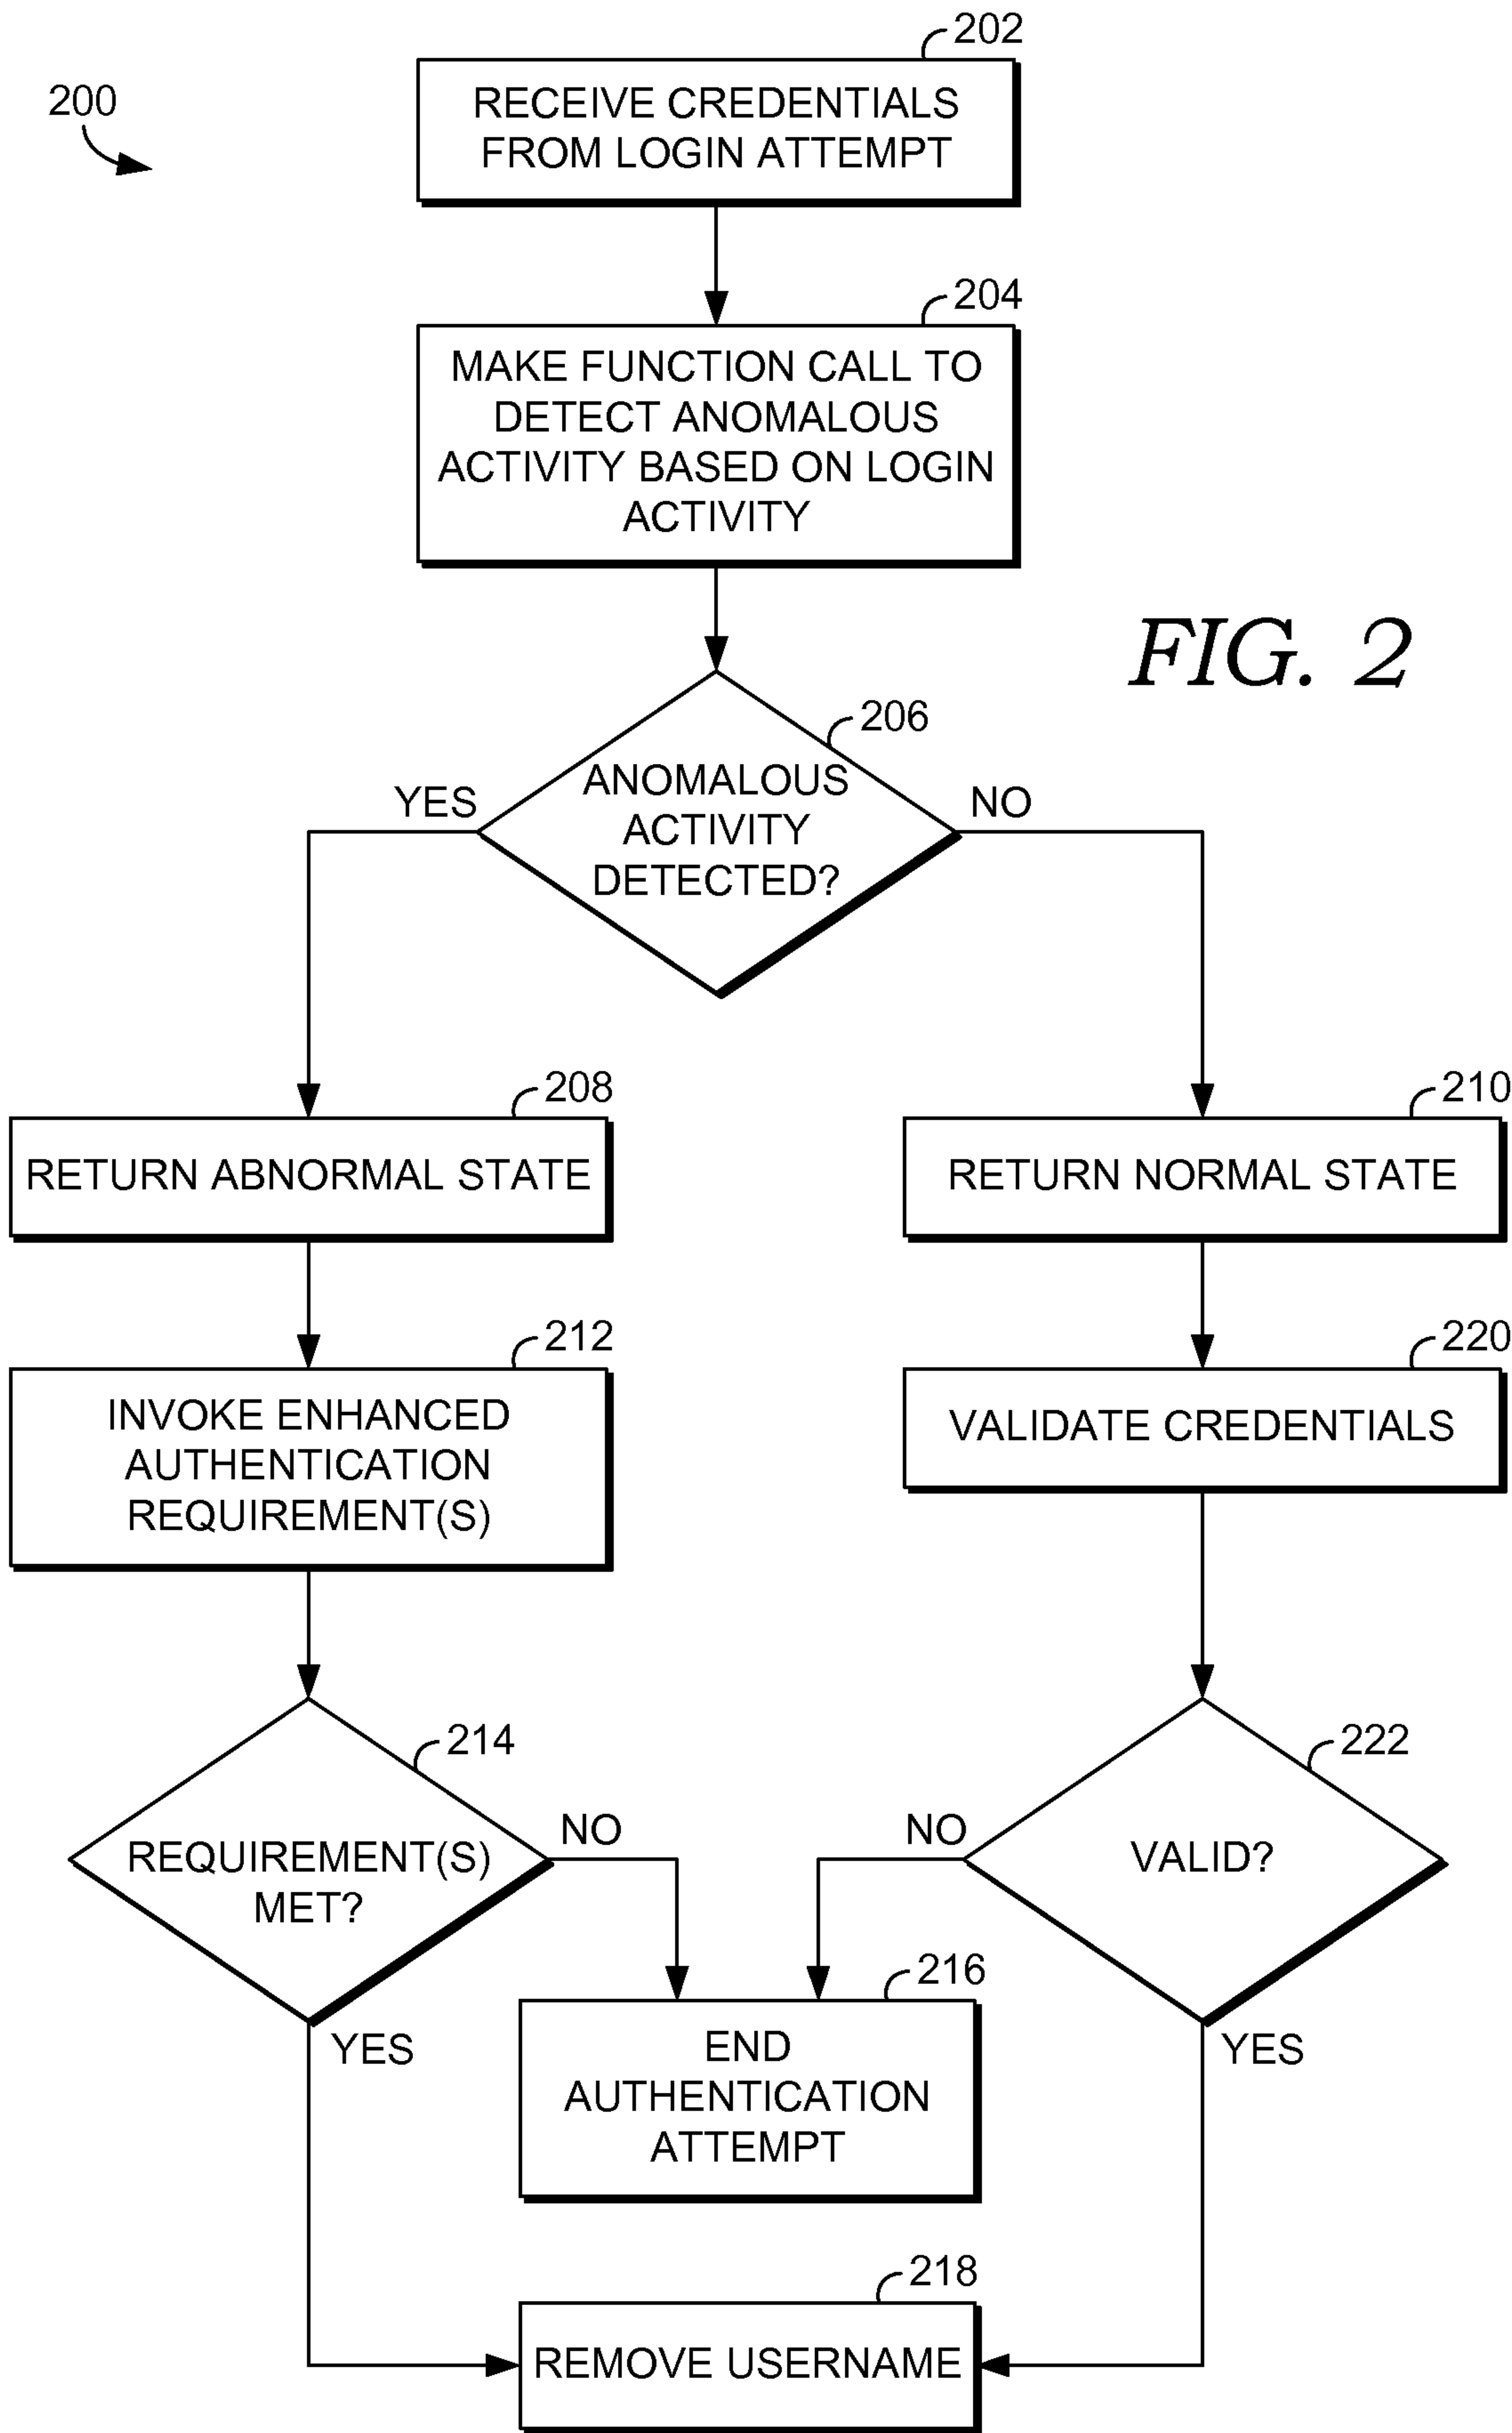 202
200
RECEIVE CREDENTIALS
FROM LOGIN ATTEMPT
204
MAKE FUNCTION CALL TO
DETECT ANOMALOUS
ACTIVITY BASED ON LOGIN
ACTIVITY
FIG. 2
206
ANOMALOUS
ACTIVITY
DETECTED?
YES
NO
208
RETURN ABNORMAL STATE
210
RETURN NORMAL STATE
212
INVOKE ENHANCED
AUTHENTICATION
REQUIREMENT(S)
220
VALIDATE CREDENTIALS
214
REQUIREMENT(S)
MET?
NO
YES
222
VALID?
NO
YES
216
END
AUTHENTICATION
ATTEMPT
218
REMOVE USERNAME